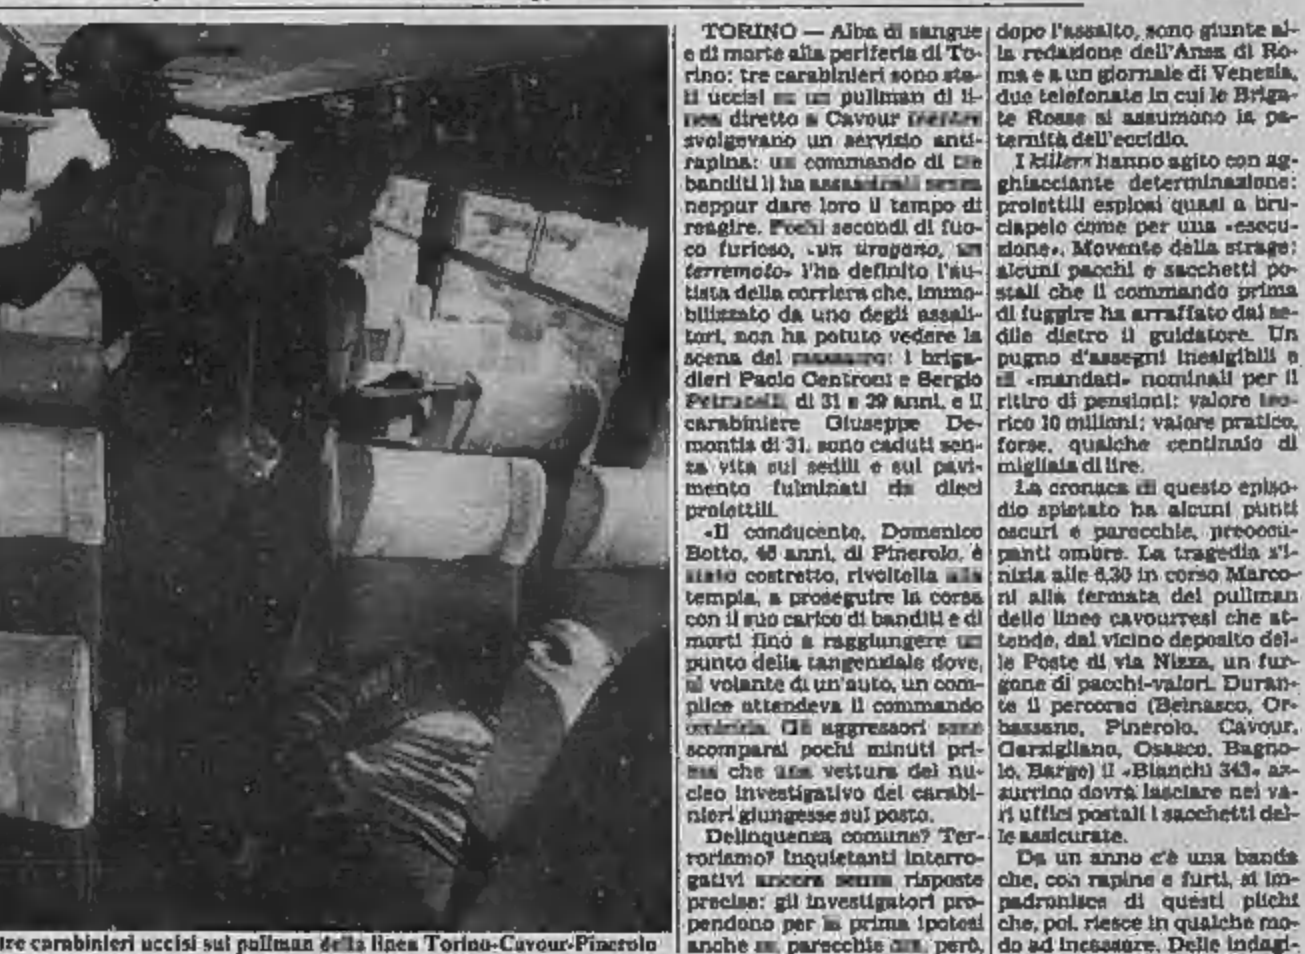 TORINO — Alba di sangue
e di morte alla periferia di To-
rino: tre carabinieri sono sta-
ti uccisi su un pullman di li-
nea diretto a Cavour mentre
svolgevano un servizio anti-
rapina: un commando di tre
banditi li ha assassinati senza
neppur dare loro il tempo di
reagire. Pochi secondi di fuo-
co furioso, «un uragano, un
terremoto» l'ha definito l'au-
tista della corriera che, immo-
bilizzato da uno degli assali-
tori, non ha potuto vedere la
scena del massacro: i briga-
dieri Paolo Centroni e Sergio
Petrucelli, di 31 e 29 anni, e il
carabiniere Giuseppe De-
montis di 31, sono caduti sen-
za vita sui sedili e sul pavi-
mento fulminati da dieci
proiettili.
«Il conducente, Domenico
Botto, 46 anni, di Pinerolo, è
stato costretto, rivoltella alla
tempia, a proseguire la corsa
con il suo carico di banditi e di
morti fino a raggiungere un
punto della tangenziale dove,
al volante di un'auto, un com-
plice attendeva il commando
omicida. Gli aggressori sono
scomparsi pochi minuti pri-
ma che una vettura del nu-
cleo investigativo dei carabi-
nieri giungesse sul posto.
Delinquenza comune? Ter-
rorismo? Inquietanti interro-
gativi ancora senza risposte
precise: gli investigatori pro-
pendono per la prima ipotesi
anche se parecchie ore, però,
dopo l'assalto, sono giunte al-
la redazione dell'Ansa di Ro-
ma e a un giornale di Venezia,
due telefonate in cui le Briga-
te Rosse si assumono la pa-
ternità dell'eccidio.
I killers hanno agito con ag-
ghiacciante determinazione:
proiettili esplosi quasi a bru-
ciapelo come per una «esecu-
zione». Movente della strage:
alcuni pacchi e sacchetti po-
stali che il commando prima
di fuggire ha arraffato dal se-
dile dietro il guidatore. Un
pugno d'assegni inesigibili e
di «mandati» nominali per il
ritiro di pensioni: valore teo-
rico 10 milioni; valore pratico,
forse, qualche centinaio di
migliaia di lire.
La cronaca di questo episo-
dio spietato ha alcuni punti
oscuri e parecchie, preoccu-
panti ombre. La tragedia s'i-
nizia alle 6,30 in corso Marco-
ni alla fermata del pullman
delle linee cavourresi che at-
tende, dal vicino deposito del-
le Poste di via Nizza, un fur-
gone di pacchi-valori. Duran-
te il percorso (Beinasco, Or-
bassano, Pinerolo, Cavour,
Garzigliano, Osasco, Bagno-
lo, Barge) il «Bianchi 343» az-
zurrino dovrà lasciare nei va-
ri uffici postali i sacchetti del-
le assicurate.
Da un anno c'è una banda
che, con rapine e furti, si im-
padronisce di questi plichi
che, poi, riesce in qualche mo-
do ad incassare. Delle indagi-
tre carabinieri uccisi sul pullman della linea Torino-Cavour-Pinerolo